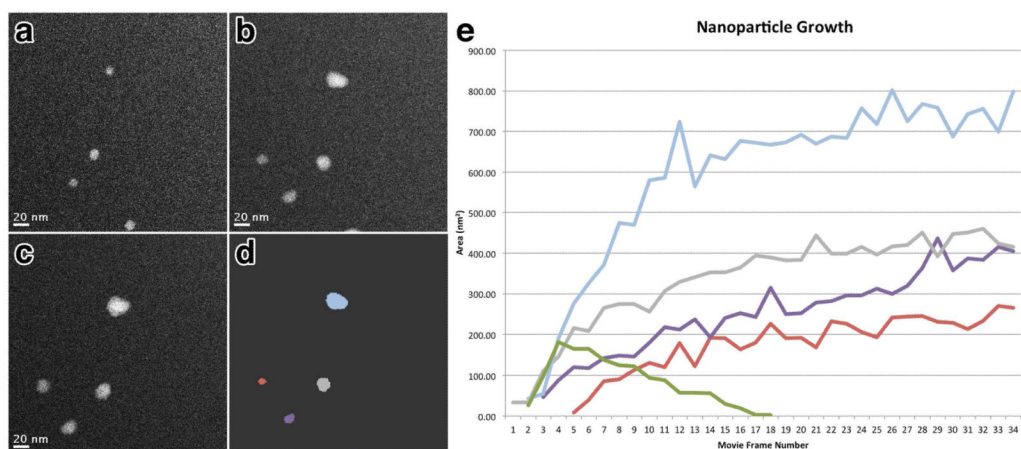 a
20 nm
b
20 nm
c
20 nm
d
20 nm
e
Nanoparticle Growth
Area (nm²)
900.00
800.00
700.00
600.00
500.00
400.00
300.00
200.00
100.00
0.00
1 2 3 4 5 6 7 8 9 10 11 12 13 14 15 16 17 18 19 20 21 22 23 24 25 26 27 28 29 30 31 32 33 34
Movie Frame Number